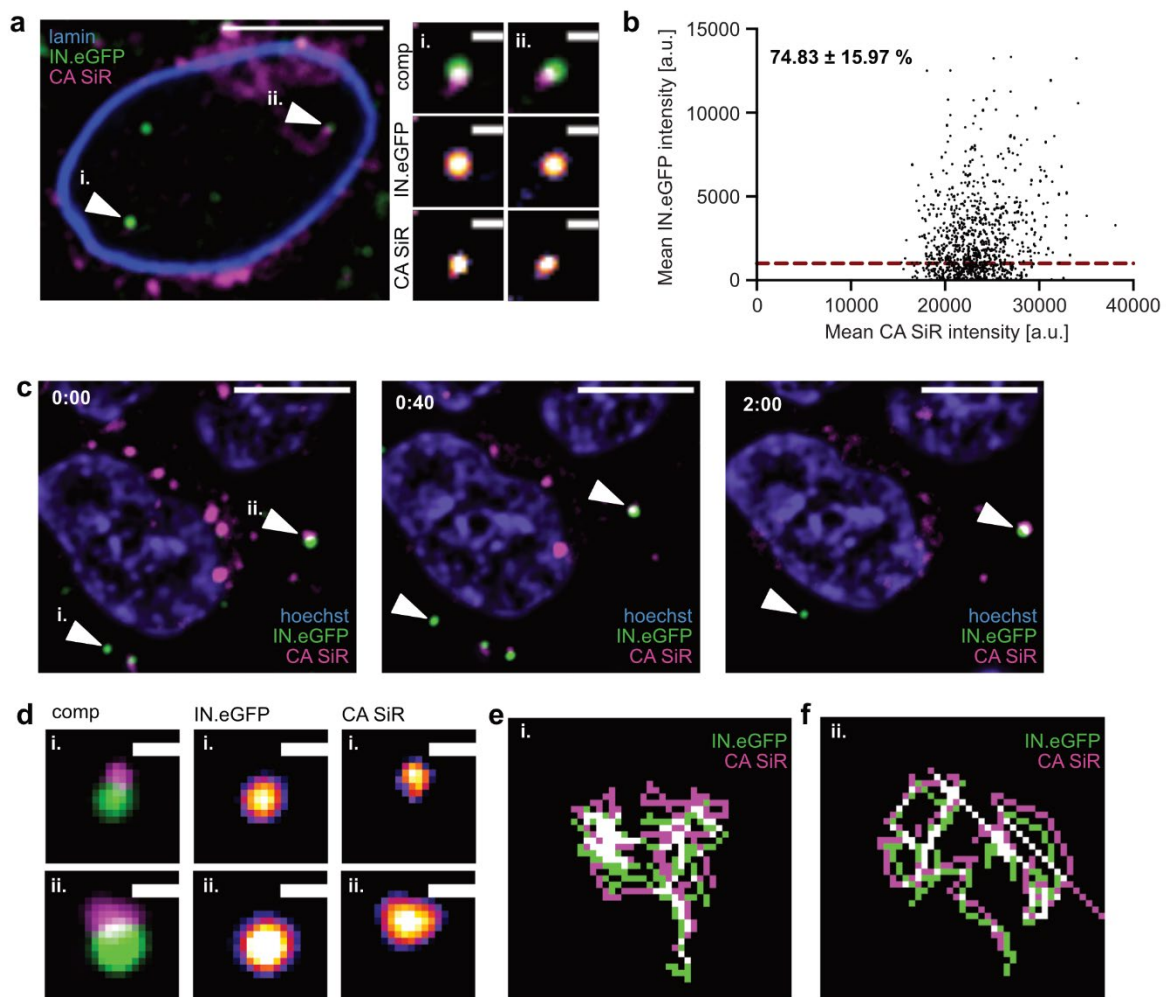 a
lamin
IN.eGFP
CA SiR
i.
ii.
i.
ii.
comp
IN.eGFP
CA SiR
b
74.83 ± 15.97 %
Mean IN.eGFP intensity [a.u.]
15000
10000
5000
0
0
10000
20000
30000
40000
Mean CA SiR intensity [a.u.]
c
0:00
ii.
i.
hoechst
IN.eGFP
CA SiR
0:40
hoechst
IN.eGFP
CA SiR
2:00
hoechst
IN.eGFP
CA SiR
d
comp
IN.eGFP
CA SiR
i.
i.
i.
ii.
ii.
ii.
e
i.
IN.eGFP
CA SiR
f
ii.
IN.eGFP
CA SiR